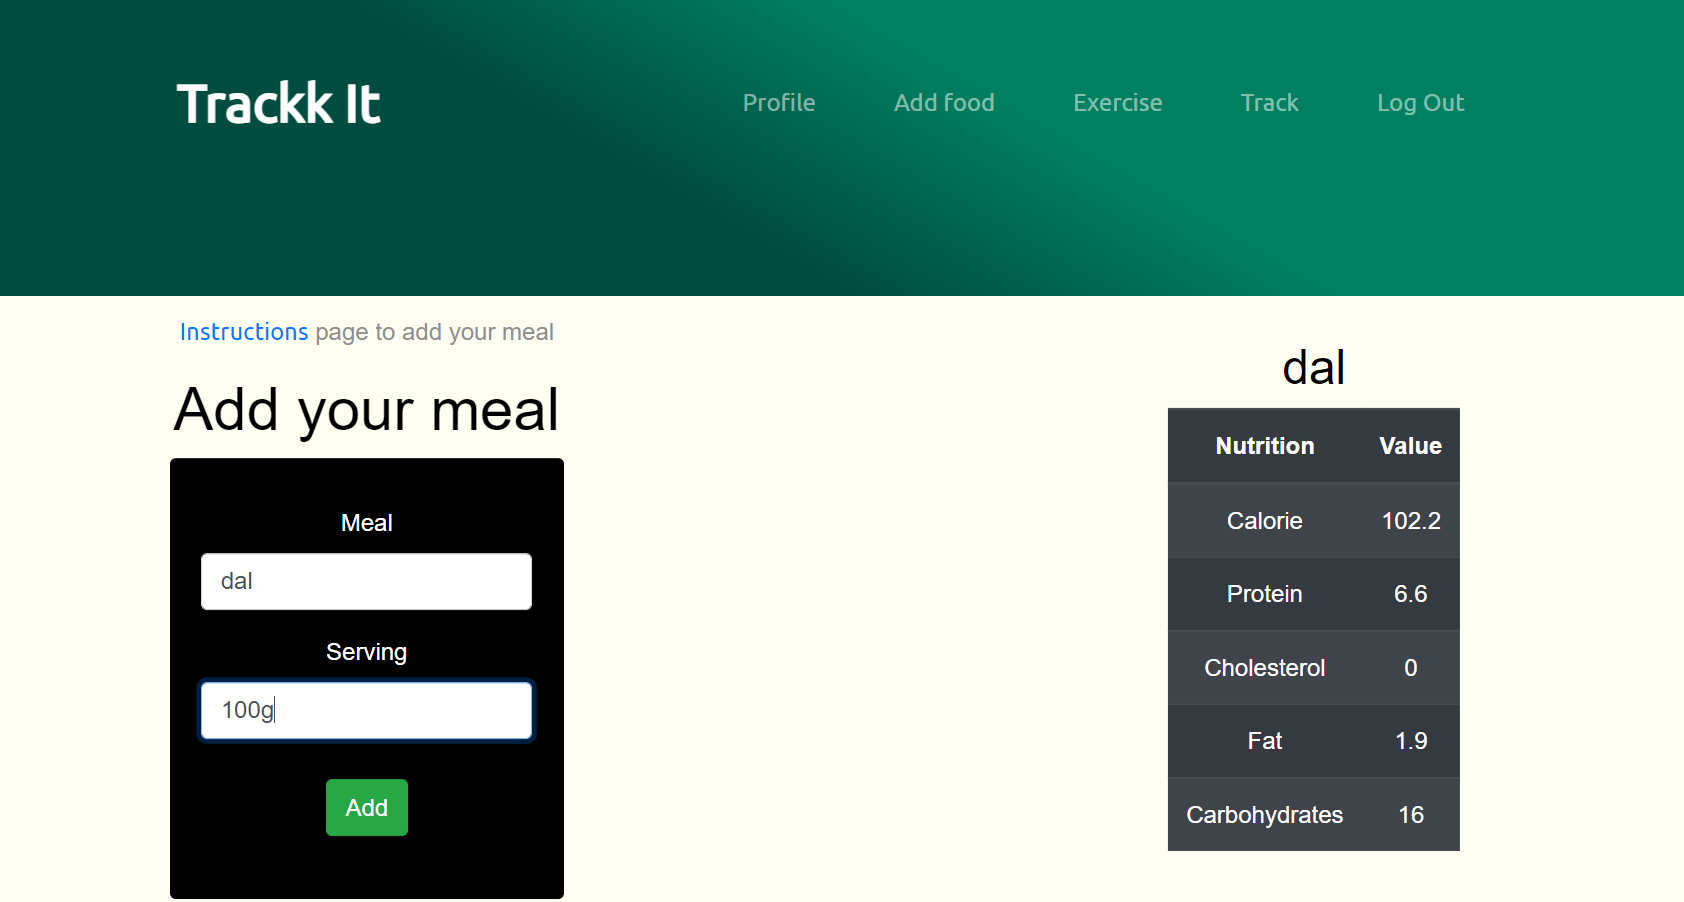 Trackk It
Profile Add food Exercise Track Log Out
Instructions page to add your meal
Add your meal
Meal
dal
Serving
100g
Add
dal
Nutrition Value
Calorie 102.2
Protein 6.6
Cholesterol 0
Fat 1.9
Carbohydrates 16